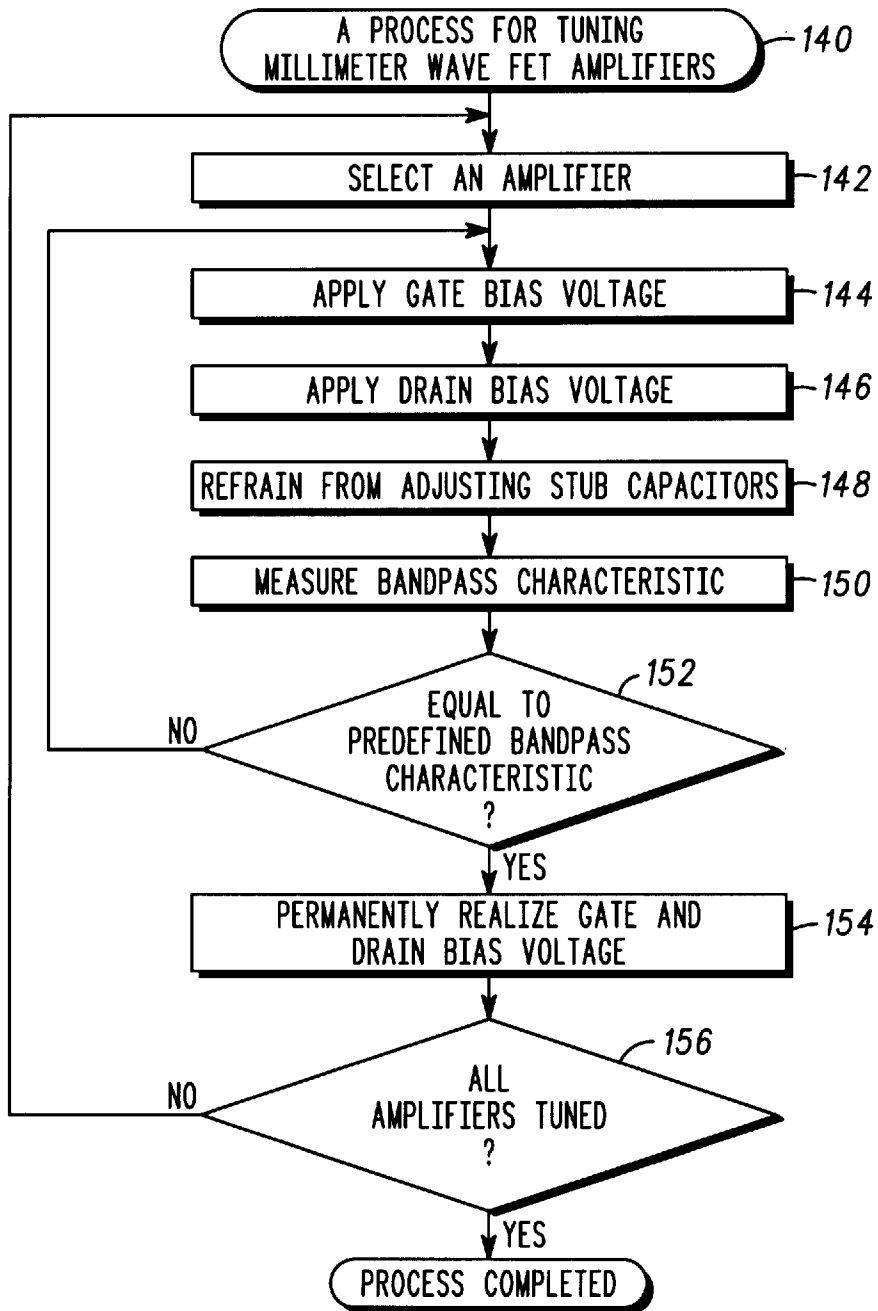 A PROCESS FOR TUNING
MILLIMETER WAVE FET AMPLIFIERS
140
SELECT AN AMPLIFIER
142
APPLY GATE BIAS VOLTAGE
144
APPLY DRAIN BIAS VOLTAGE
146
REFRAIN FROM ADJUSTING STUB CAPACITORS
148
MEASURE BANDPASS CHARACTERISTIC
150
152
EQUAL TO
PREDEFINED BANDPASS
CHARACTERISTIC
?
NO
YES
PERMANENTLY REALIZE GATE AND
DRAIN BIAS VOLTAGE
154
156
ALL
AMPLIFIERS TUNED
?
NO
YES
PROCESS COMPLETED